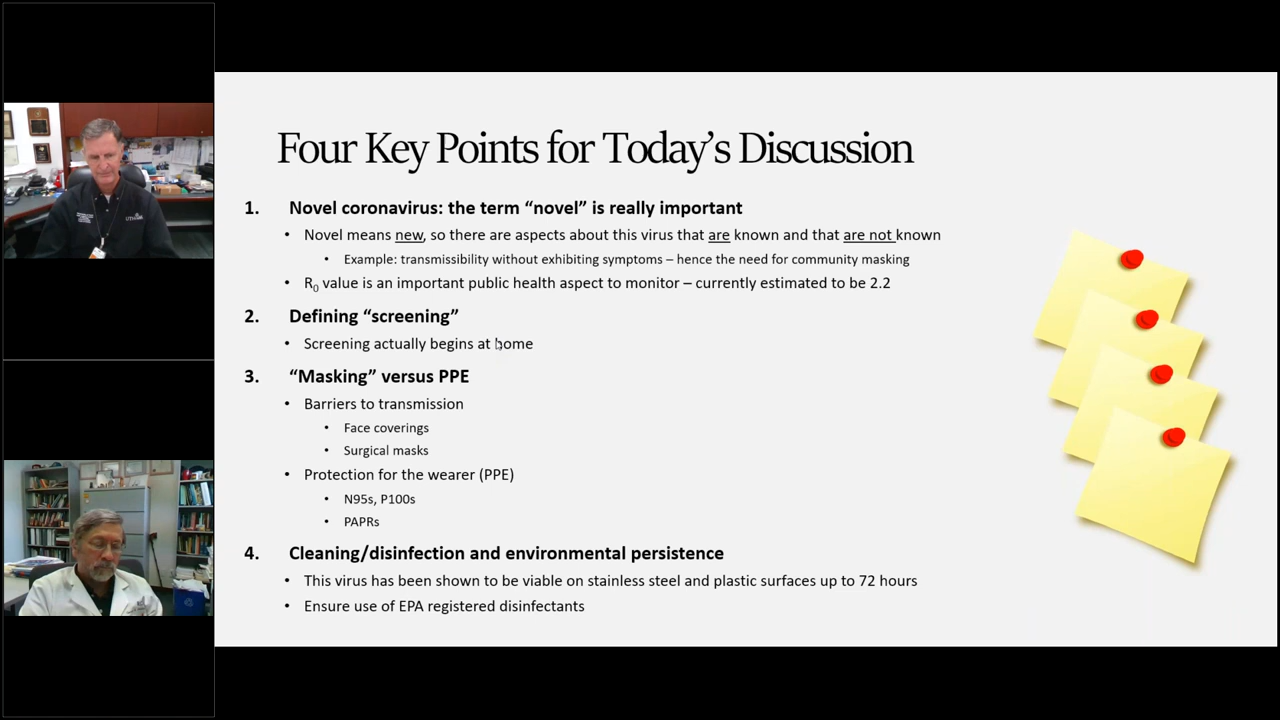 Four Key Points for Today’s Discussion
1. Novel coronavirus: the term “novel” is really important
• Novel means new, so there are aspects about this virus that are known and that are not known
• Example: transmissibility without exhibiting symptoms – hence the need for community masking
• R0 value is an important public health aspect to monitor – currently estimated to be 2.2
2. Defining “screening”
• Screening actually begins at home
3. “Masking” versus PPE
• Barriers to transmission
• Face coverings
• Surgical masks
• Protection for the wearer (PPE)
• N95s, P100s
• PAPRs
4. Cleaning/disinfection and environmental persistence
• This virus has been shown to be viable on stainless steel and plastic surfaces up to 72 hours
• Ensure use of EPA registered disinfectants